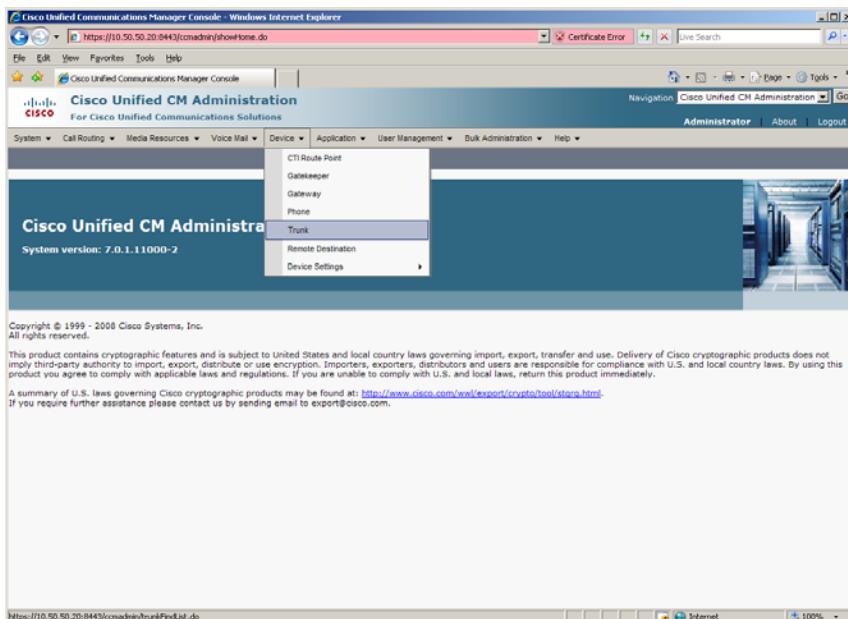 Cisco Unified Communications Manager Console - Windows Internet Explorer
https://10.50.50.20:8443/ccmadmin/showHome.do
Certificate Error
Live Search
File Edit View Favorites Tools Help
Cisco Unified Communications Manager Console
Page Tools
cisco
Cisco Unified CM Administration
For Cisco Unified Communications Solutions
Navigation Cisco Unified CM Administration Go
Administrator | About | Logout
System Call Routing Media Resources Voice Mail Device Application User Management Bulk Administration Help
CTI Route Point
Gatekeeper
Gateway
Phone
Trunk
Remote Destination
Device Settings
Cisco Unified CM Administra
System version: 7.0.1.11000-2
Copyright © 1999 - 2008 Cisco Systems, Inc.
All rights reserved.
This product contains cryptographic features and is subject to United States and local country laws governing import, export, transfer and use. Delivery of Cisco cryptographic products does not
imply third-party authority to import, export, distribute or use encryption. Importers, exporters, distributors and users are responsible for compliance with U.S. and local country laws. By using this
product you agree to comply with applicable laws and regulations. If you are unable to comply with U.S. and local laws, return this product immediately.
A summary of U.S. laws governing Cisco cryptographic products may be found at: http://www.cisco.com/wwl/export/crypto/tool/stqrg.html.
If you require further assistance please contact us by sending email to export@cisco.com.
https://10.50.50.20:8443/ccmadmin/trunkFindList.do
Internet
100%